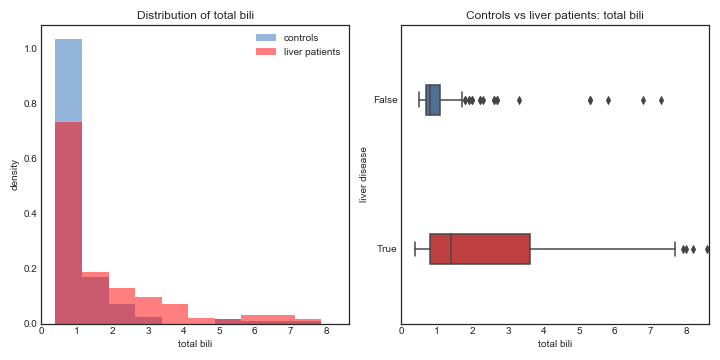 Distribution of total bili
controls
liver patients
density
1.0
0.8
0.6
0.4
0.2
0.0
0 1 2 3 4 5 6 7 8
total bili
Controls vs liver patients: total bili
liver disease
False
True
0 1 2 3 4 5 6 7 8
total bili